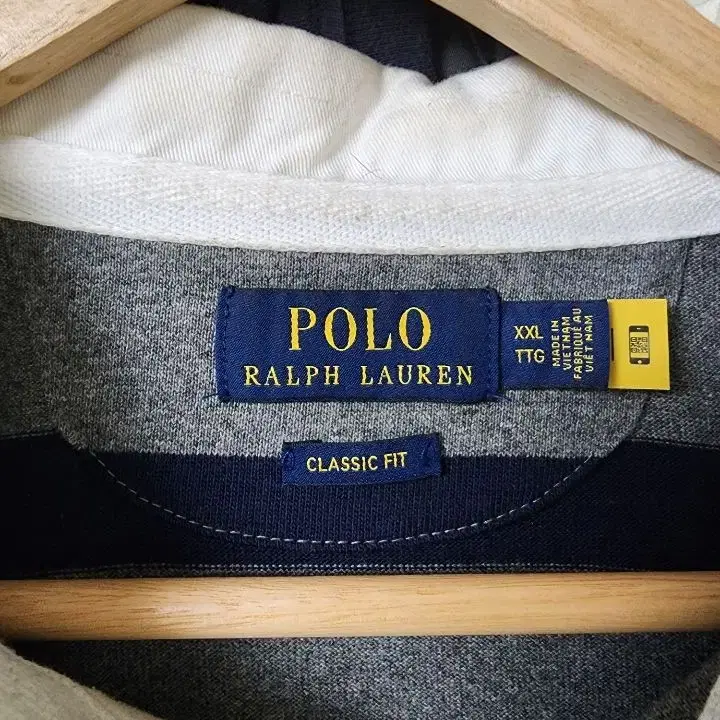 POLO
RALPH LAUREN
XXL
TTG
MADE IN
VIETNAM
FABRIQUÉ AU
VIÊT NAM
CLASSIC FIT